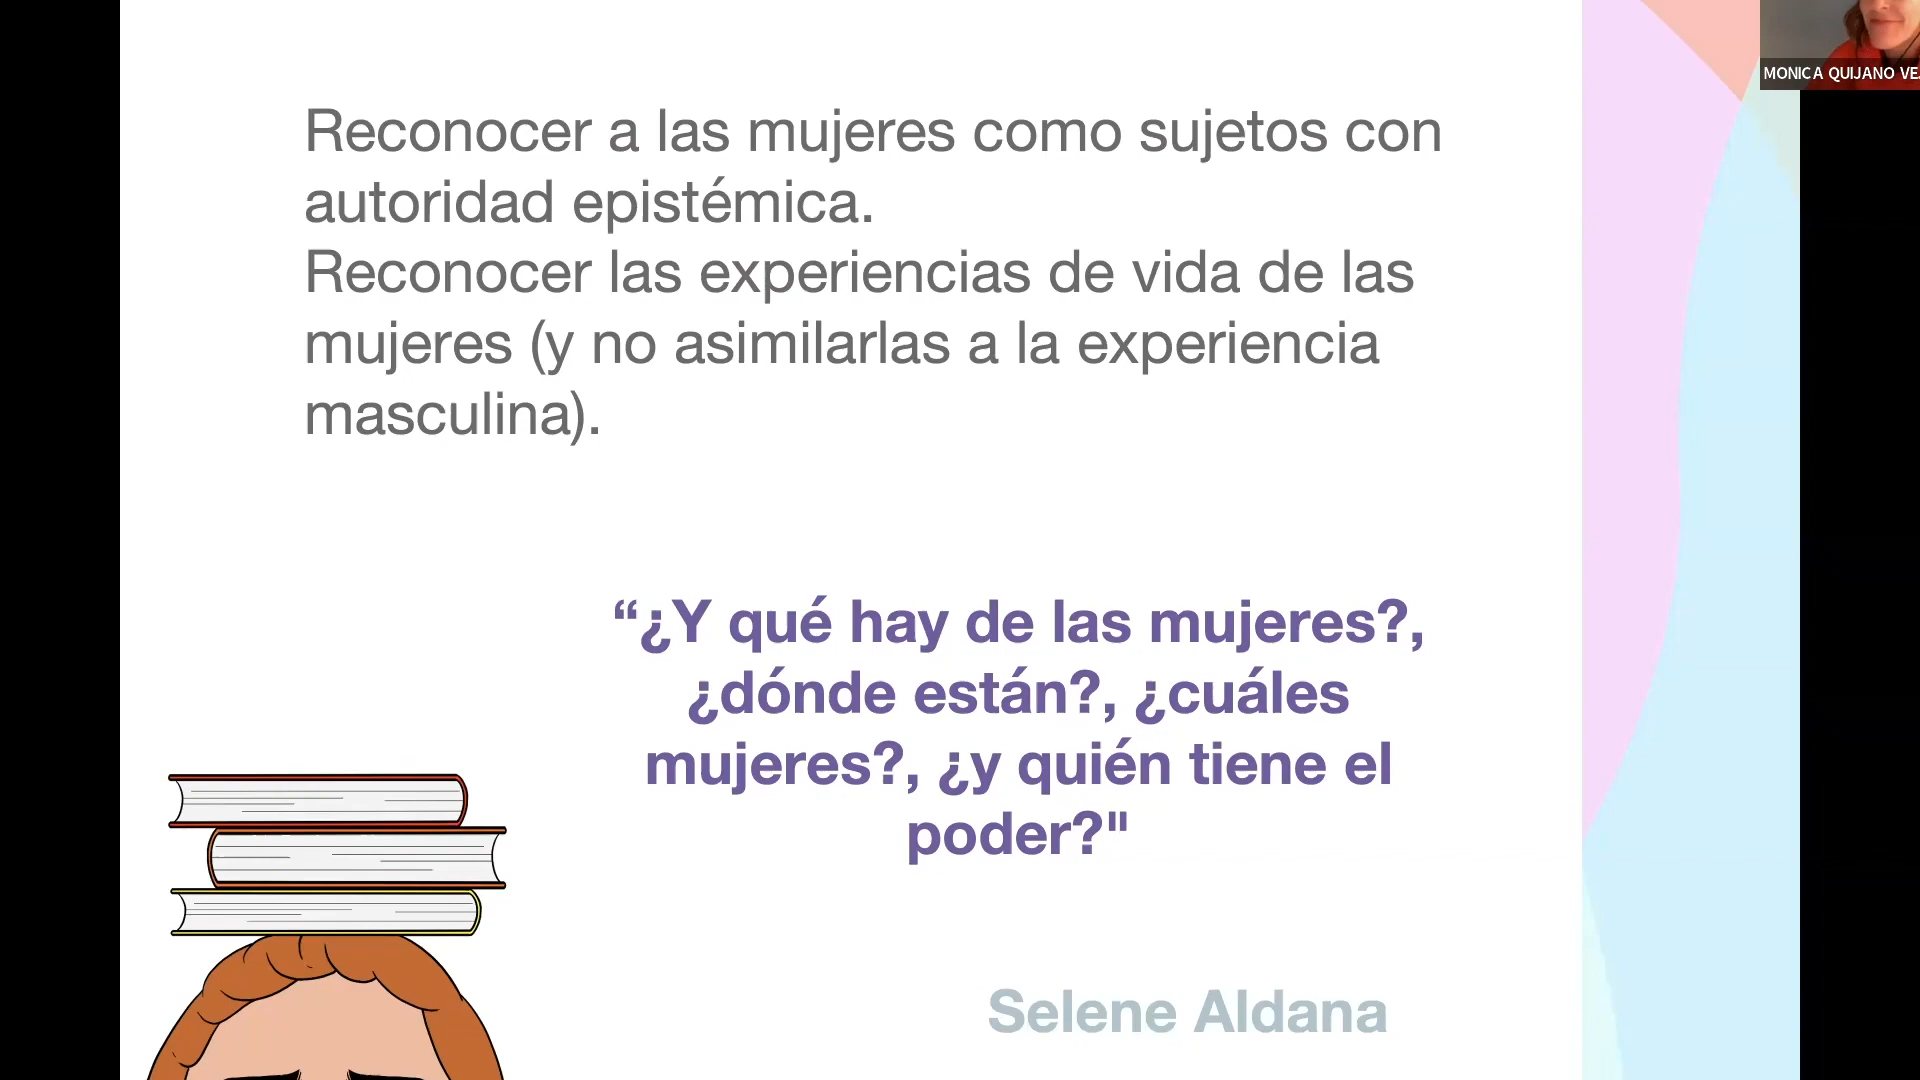 MONICA QUIJANO VE
Reconocer a las mujeres como sujetos con
autoridad epistémica.
Reconocer las experiencias de vida de las
mujeres (y no asimilarlas a la experiencia
masculina).
“¿Y qué hay de las mujeres?,
¿dónde están?, ¿cuáles
mujeres?, ¿y quién tiene el
poder?"
Selene Aldana